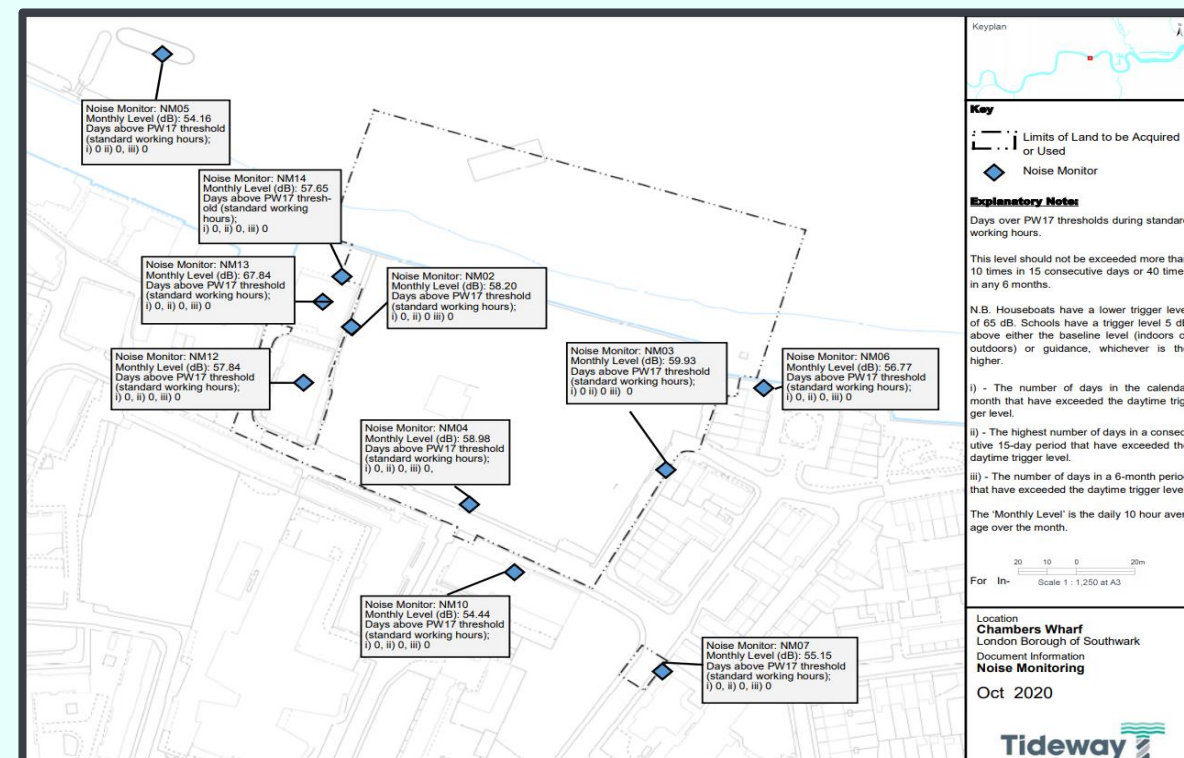 Noise Monitor: NM05
Monthly Level (dB): 54.16
Days above PW17 threshold
(standard working hours);
i) 0 ii) 0, iii) 0
Noise Monitor: NM14
Monthly Level (dB): 57.65
Days above PW17 thresh-
old (standard working
hours);
i) 0, ii) 0, iii) 0
Noise Monitor: NM13
Monthly Level (dB): 67.84
Days above PW17 threshold
(standard working hours);
i) 0, ii) 0, iii) 0
Noise Monitor: NM02
Monthly Level (dB): 58.20
Days above PW17 threshold
(standard working hours);
i) 0, ii) 0 iii) 0
Noise Monitor: NM12
Monthly Level (dB): 57.84
Days above PW17 threshold
(standard working hours);
i) 0, ii) 0, iii) 0
Noise Monitor: NM03
Monthly Level (dB): 59.93
Days above PW17 threshold
(standard working hours);
i) 0 ii) 0 iii) 0
Noise Monitor: NM06
Monthly Level (dB): 56.77
Days above PW17 threshold
(standard working hours);
i) 0, ii) 0, iii) 0
Noise Monitor: NM04
Monthly Level (dB): 58.98
Days above PW17 threshold
(standard working hours);
i) 0, ii) 0, iii) 0,
Noise Monitor: NM10
Monthly Level (dB): 54.44
Days above PW17 threshold
(standard working hours);
i) 0, ii) 0, iii) 0
Noise Monitor: NM07
Monthly Level (dB): 55.15
Days above PW17 threshold
(standard working hours);
i) 0, ii) 0, iii) 0
Keyplan
Key
Limits of Land to be Acquired
or Used
Noise Monitor
Explanatory Note:
Days over PW17 thresholds during standard
working hours.
This level should not be exceeded more than
10 times in 15 consecutive days or 40 time
in any 6 months.
N.B. Houseboats have a lower trigger leve
of 65 dB. Schools have a trigger level 5 dB
above either the baseline level (indoors o
outdoors) or guidance, whichever is the
higher.
i) - The number of days in the calenda
month that have exceeded the daytime trig
ger level.
ii) - The highest number of days in a consec
utive 15-day period that have exceeded the
daytime trigger level.
iii) - The number of days in a 6-month period
that have exceeded the daytime trigger leve
The 'Monthly Level' is the daily 10 hour aver
age over the month.
20 10 0 20m
For In- Scale 1 : 1,250 at A3
Location
Chambers Wharf
London Borough of Southwark
Document Information
Noise Monitoring
Oct 2020
Tideway